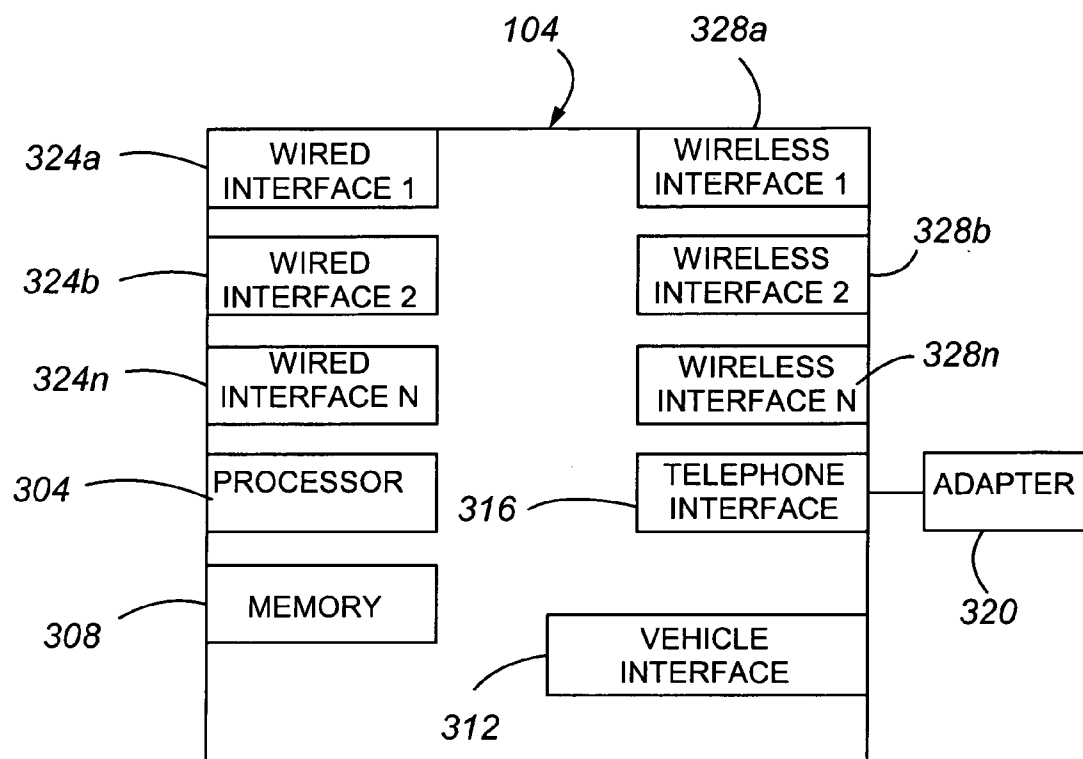 104
328a
324a
WIRED
INTERFACE 1
WIRELESS
INTERFACE 1
324b
WIRED
INTERFACE 2
WIRELESS
INTERFACE 2
328b
324n
WIRED
INTERFACE N
WIRELESS
INTERFACE N
328n
304
PROCESSOR
316
TELEPHONE
INTERFACE
ADAPTER
320
308
MEMORY
VEHICLE
INTERFACE
312